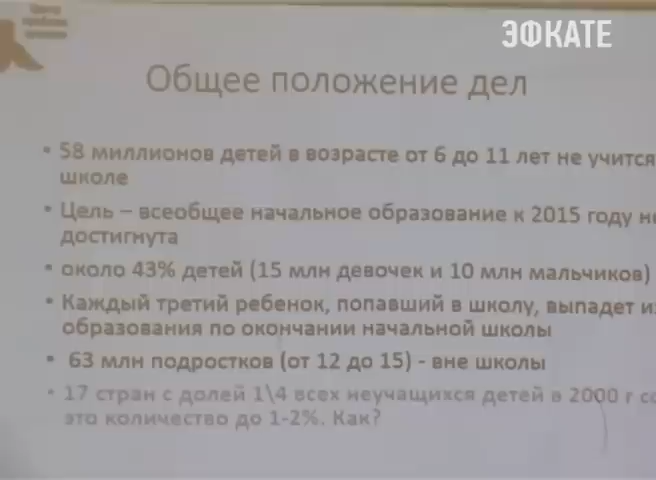 ЭФКАТЕ
Общее положение дел
• 58 миллионов детей в возрасте от 6 до 11 лет не учится
школе
• Цель – всеобщее начальное образование к 2015 году
достигнута
• около 43% детей (15 млн девочек и 10 млн мальчиков)
• Каждый третий ребенок, попавший в школу, выпадет из
образования по окончании начальной школы
• 63 млн подростков (от 12 до 15) - вне школы
• 17 стран с долей 1\4 всех неучащихся детей в 2000 г
это количество до 1-2%. Как?